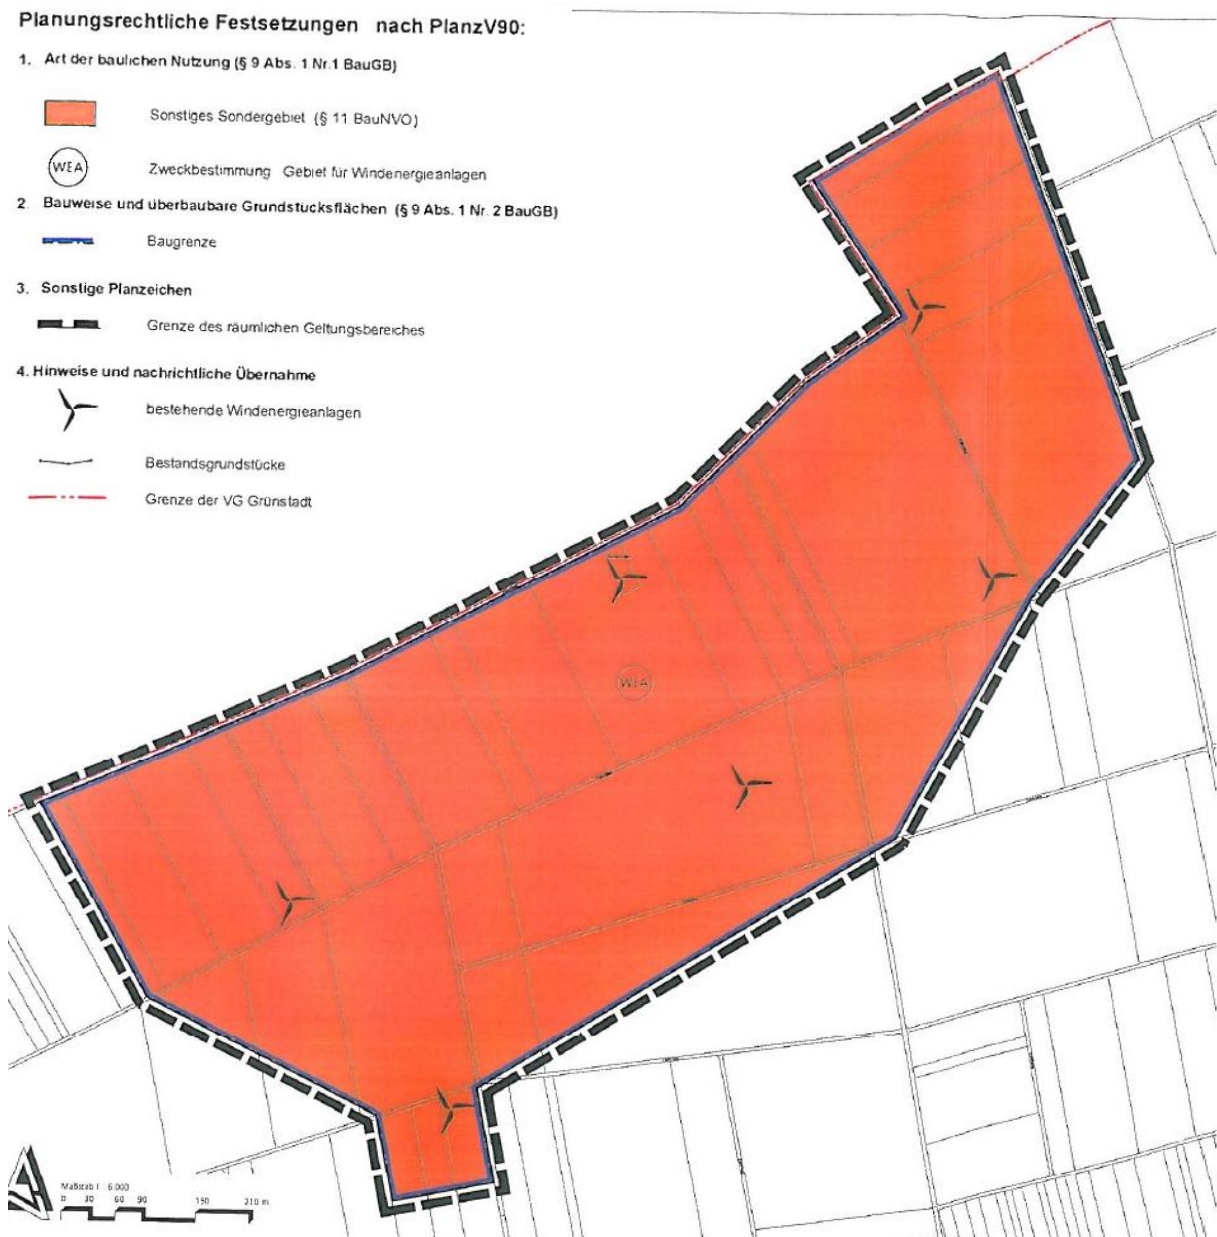 Planungsrechtliche Festsetzungen nach PlanzV90:
1. Art der baulichen Nutzung (§ 9 Abs. 1 Nr.1 BauGB)
Sonstiges Sondergebiet (§ 11 BauNVO)
WEA
Zweckbestimmung Gebiet für Windenergieanlagen
2. Bauweise und überbaubare Grundstücksflächen (§ 9 Abs. 1 Nr. 2 BauGB)
Baugrenze
3. Sonstige Planzeichen
Grenze des räumlichen Geltungsbereiches
4. Hinweise und nachrichtliche Übernahme
bestehende Windenergieanlagen
Bestandsgrundstücke
Grenze der VG Grünstadt
WEA
Maßstab 1 6 000
0 30 60 90 150 210 m